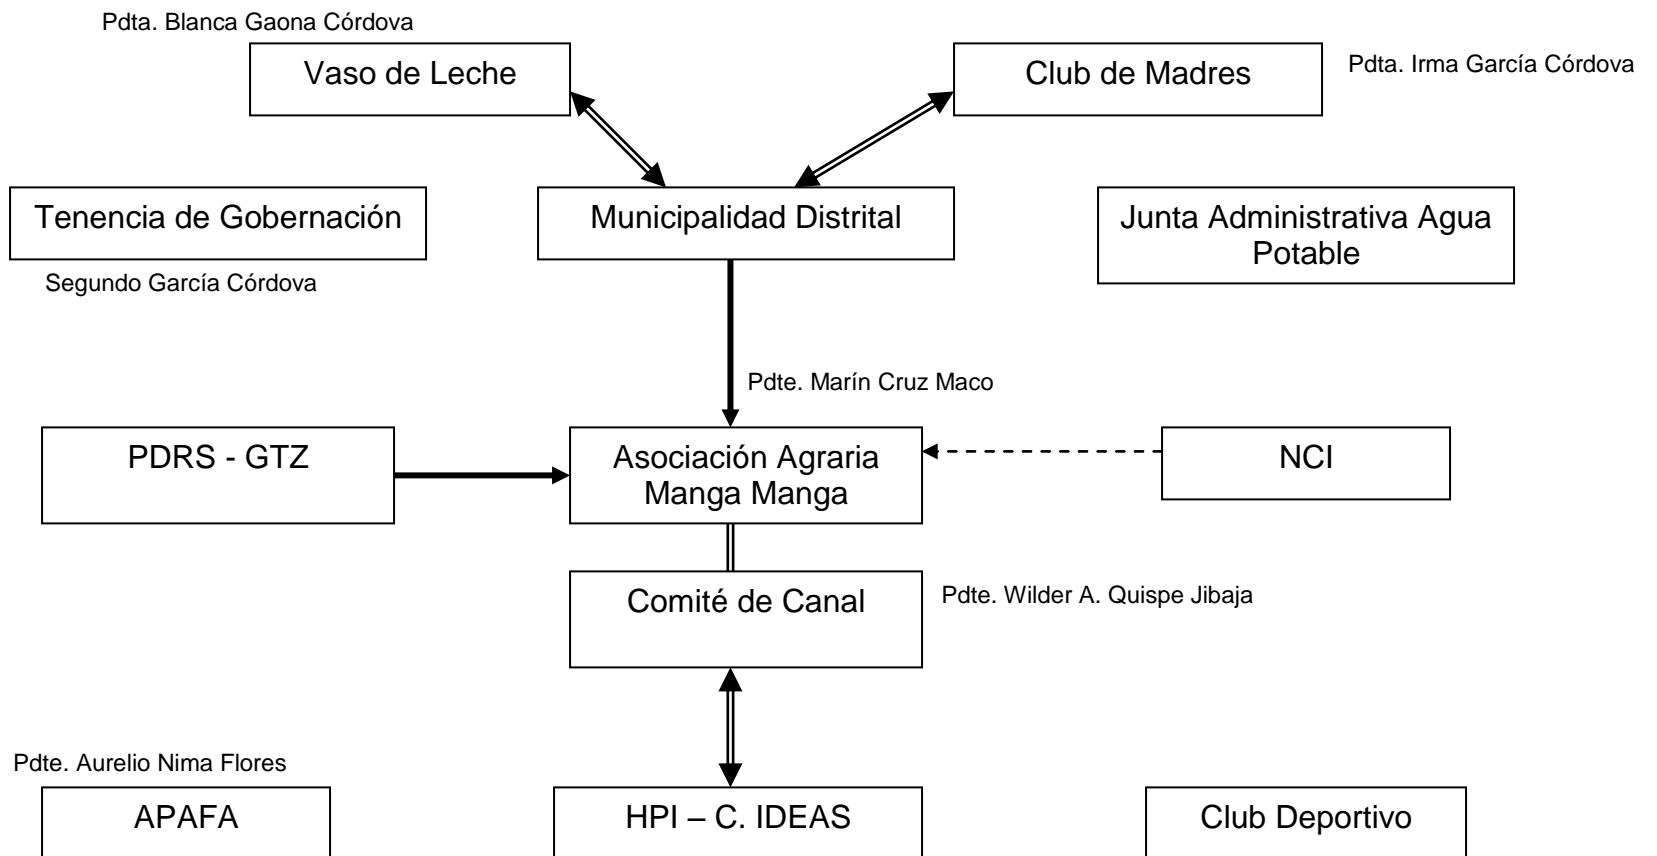 Pdta. Blanca Gaona Córdova
Vaso de Leche
Club de Madres
Pdta. Irma García Córdova
Tenencia de Gobernación
Municipalidad Distrital
Junta Administrativa Agua
Potable
Segundo García Córdova
Pdte. Marín Cruz Maco
PDRS - GTZ
Asociación Agraria
Manga Manga
NCI
Comité de Canal
Pdte. Wilder A. Quispe Jibaja
Pdte. Aurelio Nima Flores
APAFA
HPI – C. IDEAS
Club Deportivo